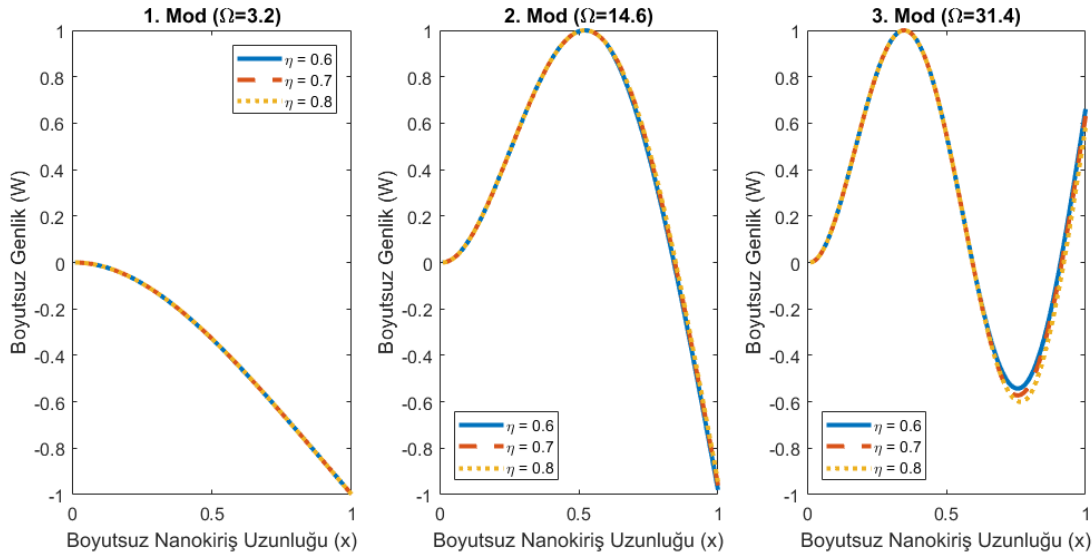 1. Mod (Ω=3.2)
Boyutsuz Genlik (W)
1
0.8
0.6
0.4
0.2
0
-0.2
-0.4
-0.6
-0.8
-1
η = 0.6
η = 0.7
η = 0.8
0 0.5 1
Boyutsuz Nanokiriş Uzunluğu (x)
2. Mod (Ω=14.6)
Boyutsuz Genlik (W)
1
0.8
0.6
0.4
0.2
0
-0.2
-0.4
-0.6
-0.8
-1
η = 0.6
η = 0.7
η = 0.8
0 0.5 1
Boyutsuz Nanokiriş Uzunluğu (x)
3. Mod (Ω=31.4)
Boyutsuz Genlik (W)
1
0.8
0.6
0.4
0.2
0
-0.2
-0.4
-0.6
-0.8
-1
η = 0.6
η = 0.7
η = 0.8
0 0.5 1
Boyutsuz Nanokiriş Uzunluğu (x)